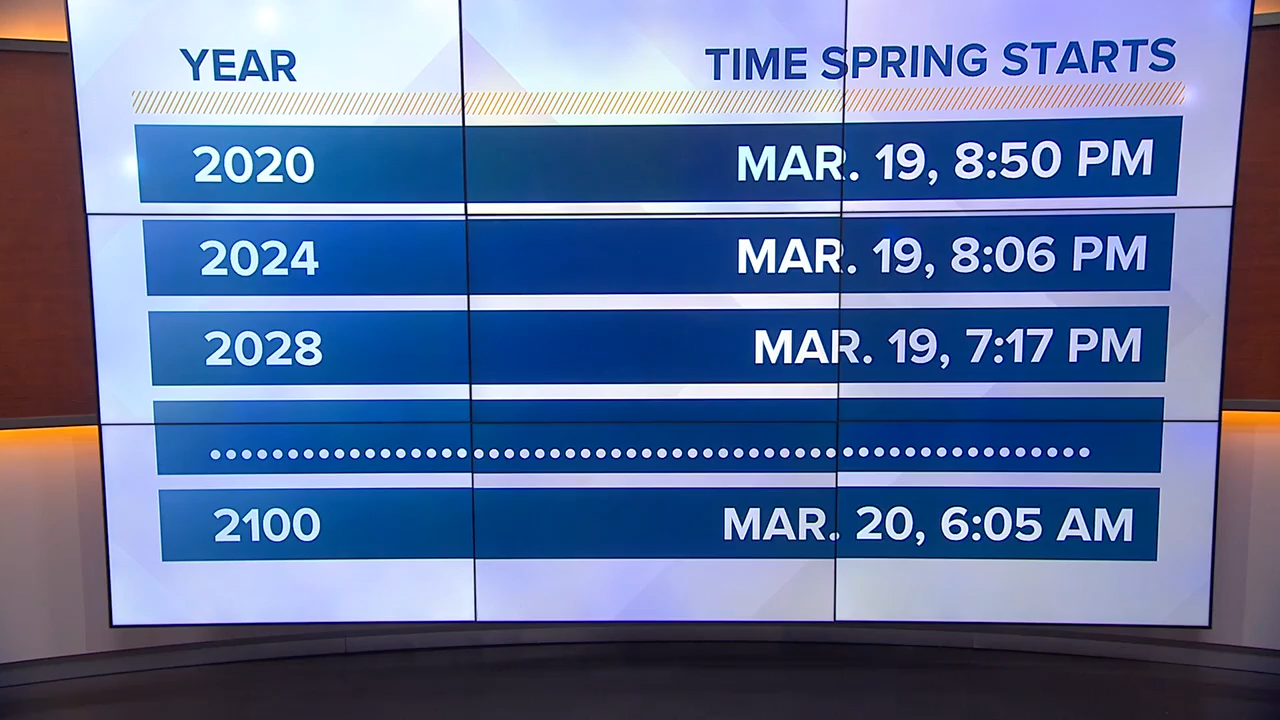 YEAR TIME SPRING STARTS
2020 MAR. 19, 8:50 PM
2024 MAR. 19, 8:06 PM
2028 MAR. 19, 7:17 PM
2100 MAR. 20, 6:05 AM